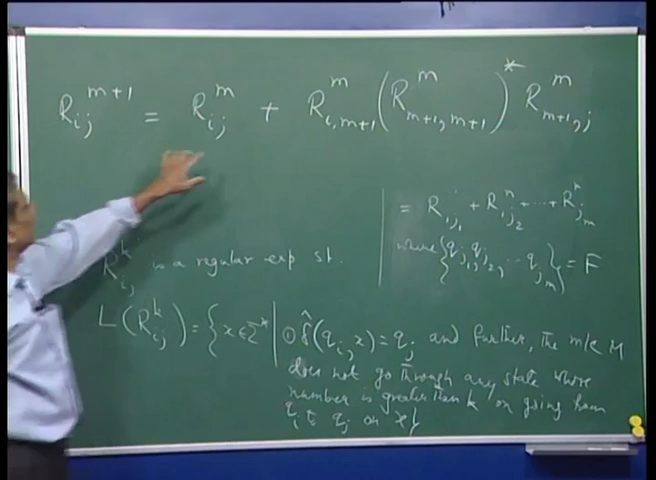 R_{ij}^{m+1} = R_{ij}^{m} + R_{i,m+1}^{m} (R_{m+1,m+1}^{m})^{*} R_{m+1,j}^{m}
= R_{1j_1}^{n} + R_{1j_2}^{n} + ... + R_{1j_m}^{n}
where {q_{j_1}, q_{j_2}, ... q_{j_m}} = F
R_{ij}^{k} is a regular exp st.
L(R_{ij}^{k}) = { x ∈ Σ^{*} | ① δ̂(q_i, x) = q_j and further, the m/c M
does not go through any state whose
number is greater than k on going from
q_i to q_j on x }